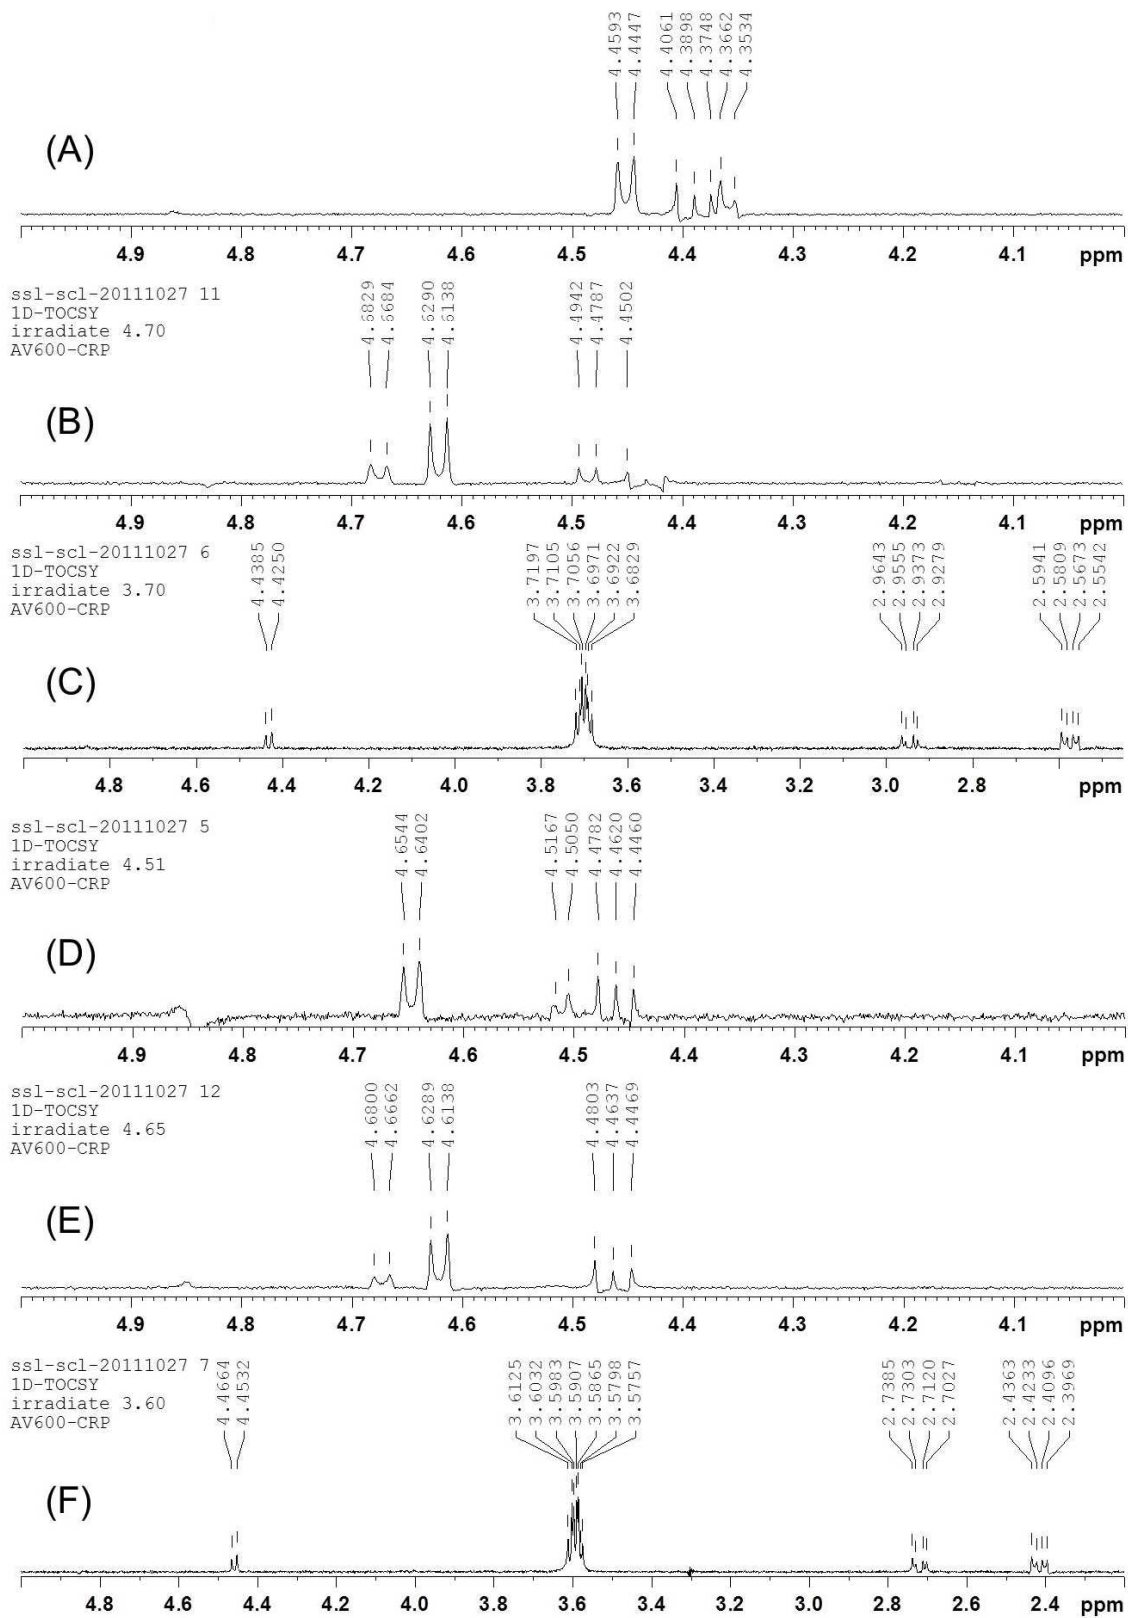 4.4593 4.4447 4.4061 4.3898 4.3748 4.3662 4.3534
(A)
4.9 4.8 4.7 4.6 4.5 4.4 4.3 4.2 4.1 ppm
ssl-scl-20111027 11
1D-TOCSY
irradiate 4.70
AV600-CRP
4.6829 4.6684 4.6290 4.6138 4.4942 4.4787 4.4502
(B)
4.9 4.8 4.7 4.6 4.5 4.4 4.3 4.2 4.1 ppm
ssl-scl-20111027 6
1D-TOCSY
irradiate 3.70
AV600-CRP
4.4385 4.4250 3.7197 3.7105 3.7056 3.6971 3.6922 3.6829 2.9643 2.9555 2.9373 2.9279 2.5941 2.5809 2.5673 2.5542
(C)
4.8 4.6 4.4 4.2 4.0 3.8 3.6 3.4 3.2 3.0 2.8 ppm
ssl-scl-20111027 5
1D-TOCSY
irradiate 4.51
AV600-CRP
4.6544 4.6402 4.5167 4.5050 4.4782 4.4620 4.4460
(D)
4.9 4.8 4.7 4.6 4.5 4.4 4.3 4.2 4.1 ppm
ssl-scl-20111027 12
1D-TOCSY
irradiate 4.65
AV600-CRP
4.6800 4.6662 4.6289 4.6138 4.4803 4.4637 4.4469
(E)
4.9 4.8 4.7 4.6 4.5 4.4 4.3 4.2 4.1 ppm
ssl-scl-20111027 7
1D-TOCSY
irradiate 3.60
AV600-CRP
4.4664 4.4532 3.6125 3.6032 3.5983 3.5907 3.5865 3.5798 3.5757 2.7385 2.7303 2.7120 2.7027 2.4363 2.4233 2.4096 2.3969
(F)
4.8 4.6 4.4 4.2 4.0 3.8 3.6 3.4 3.2 3.0 2.8 2.6 2.4 ppm